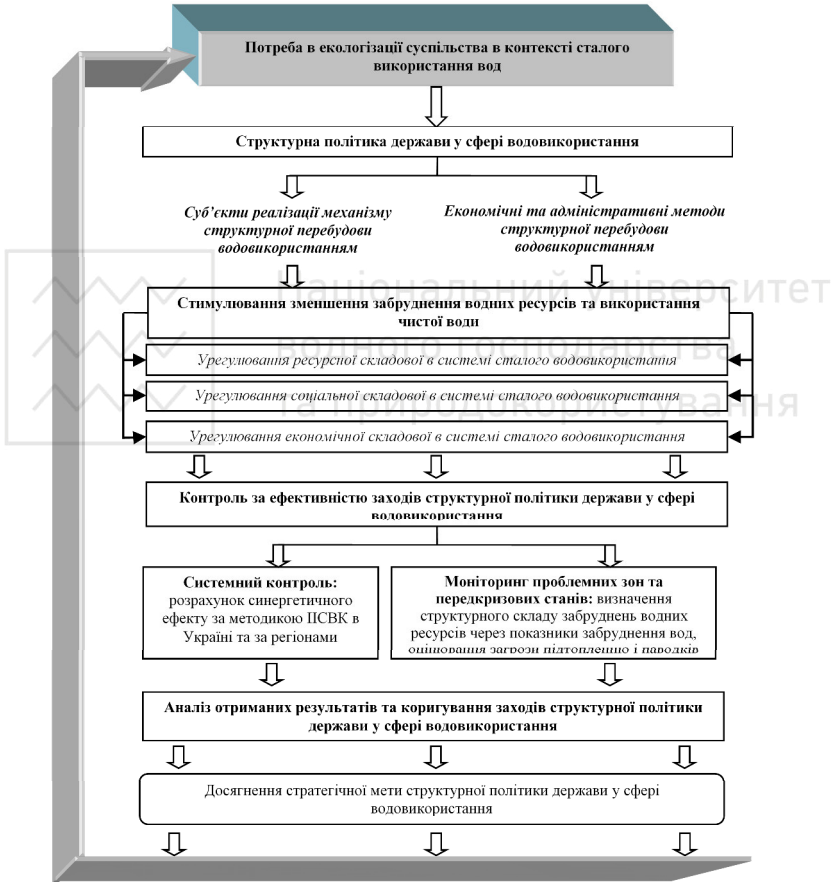 Потреба в екологізації суспільства в контексті сталого
використання вод
Структурна політика держави у сфері водовикористання
Суб’єкти реалізації механізму
структурної перебудови
водовикористанням
Економічні та адміністративні методи
структурної перебудови
водовикористанням
Національний університет
Стимулювання зменшення забруднення водних ресурсів та використання
чистої води
водного господарства
Урегулювання ресурсної складової в системі сталого водовикористання
Урегулювання соціальної складової в системі сталого водовикористання
та природокористування
Урегулювання економічної складової в системі сталого водовикористання
Контроль за ефективністю заходів структурної політики держави у сфері
водовикористання
Системний контроль:
розрахунок синергетичного
ефекту за методикою ІПСВК в
Україні та за регіонами
Моніторинг проблемних зон та
передкризових станів: визначення
структурного складу забруднень водних
ресурсів через показники забруднення вод,
оцінювання загрози підтопленню і паводків
Аналіз отриманих результатів та коригування заходів структурної політики
держави у сфері водовикористання
Досягнення стратегічної мети структурної політики держави у сфері
водовикористання